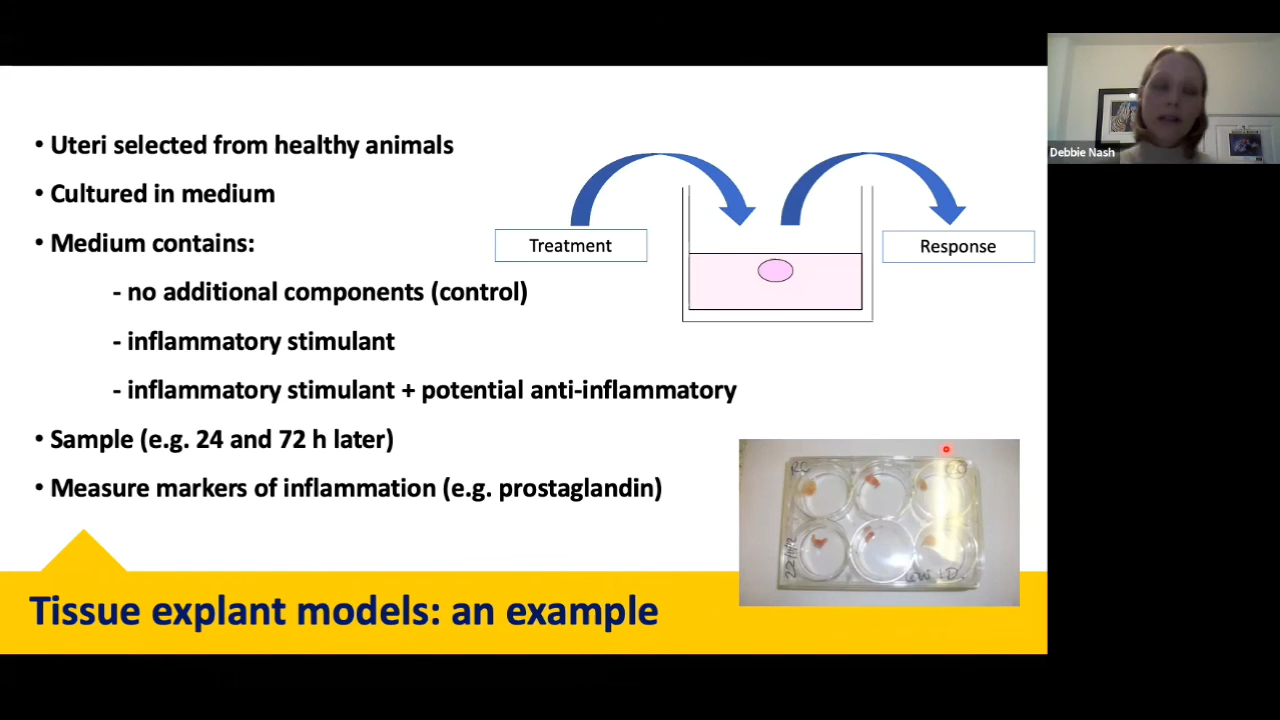 • Uteri selected from healthy animals
• Cultured in medium
• Medium contains:
- no additional components (control)
- inflammatory stimulant
- inflammatory stimulant + potential anti-inflammatory
• Sample (e.g. 24 and 72 h later)
• Measure markers of inflammation (e.g. prostaglandin)
Treatment
Response
Debbie Nash
Tissue explant models: an example